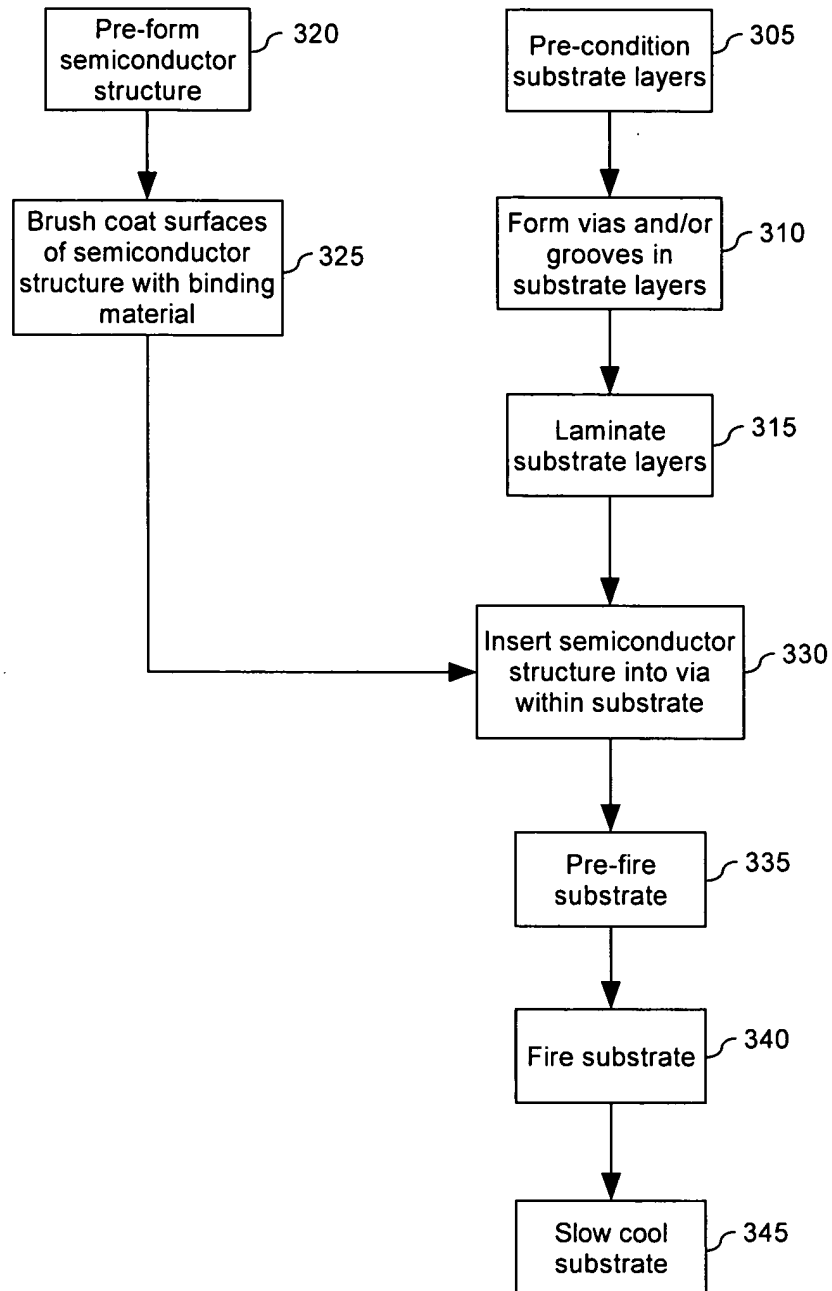 Pre-form
semiconductor
structure
320
Pre-condition
substrate layers
305
Brush coat surfaces
of semiconductor
structure with binding
material
325
Form vias and/or
grooves in
substrate layers
310
Laminate
substrate layers
315
Insert semiconductor
structure into via
within substrate
330
Pre-fire
substrate
335
Fire substrate
340
Slow cool
substrate
345